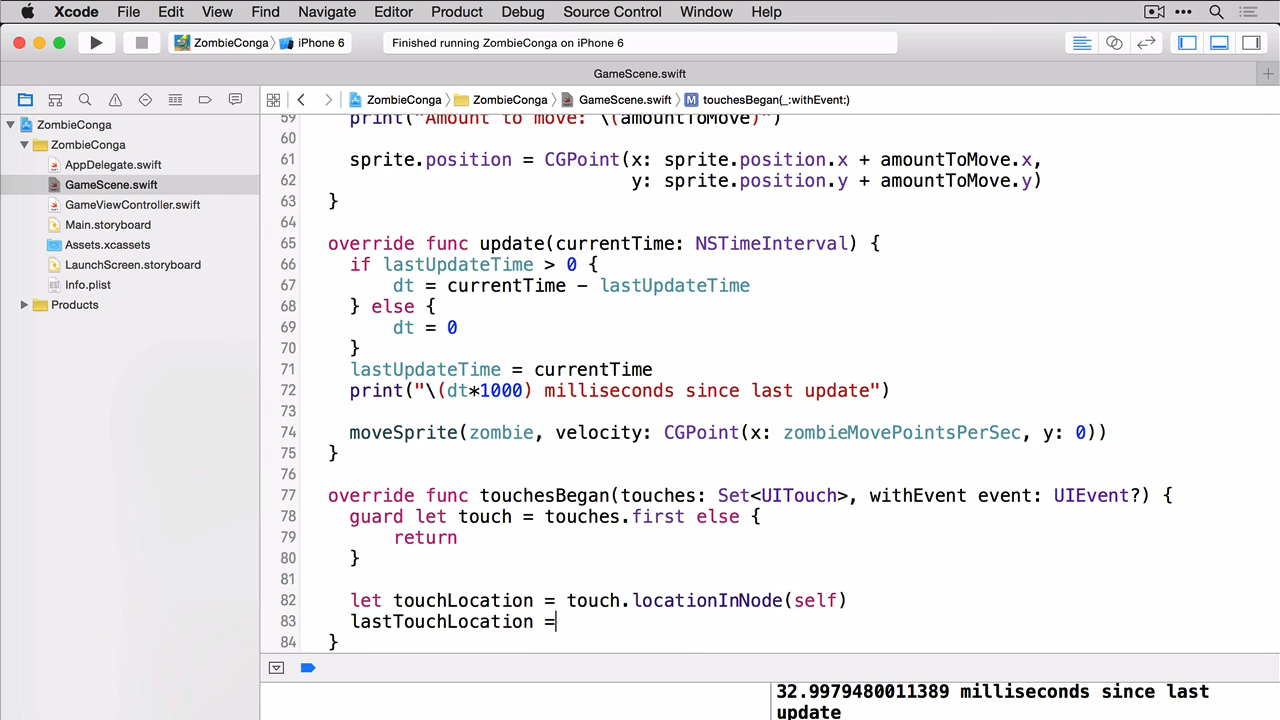 Xcode File Edit View Find Navigate Editor Product Debug Source Control Window Help
ZombieConga iPhone 6 Finished running ZombieConga on iPhone 6
GameScene.swift
ZombieConga ZombieConga GameScene.swift M touchesBegan(_:withEvent:)
ZombieConga
ZombieConga
AppDelegate.swift
GameScene.swift
GameViewController.swift
Main.storyboard
Assets.xcassets
LaunchScreen.storyboard
Info.plist
Products
59 print("Amount to move: \(amountToMove)")
60
61 sprite.position = CGPoint(x: sprite.position.x + amountToMove.x,
62 y: sprite.position.y + amountToMove.y)
63 }
64
65 override func update(currentTime: NSTimeInterval) {
66 if lastUpdateTime > 0 {
67 dt = currentTime - lastUpdateTime
68 } else {
69 dt = 0
70 }
71 lastUpdateTime = currentTime
72 print("\(dt*1000) milliseconds since last update")
73
74 moveSprite(zombie, velocity: CGPoint(x: zombieMovePointsPerSec, y: 0))
75 }
76
77 override func touchesBegan(touches: Set<UITouch>, withEvent event: UIEvent?) {
78 guard let touch = touches.first else {
79 return
80 }
81
82 let touchLocation = touch.locationInNode(self)
83 lastTouchLocation =
84 }
32.9979480011389 milliseconds since last
update